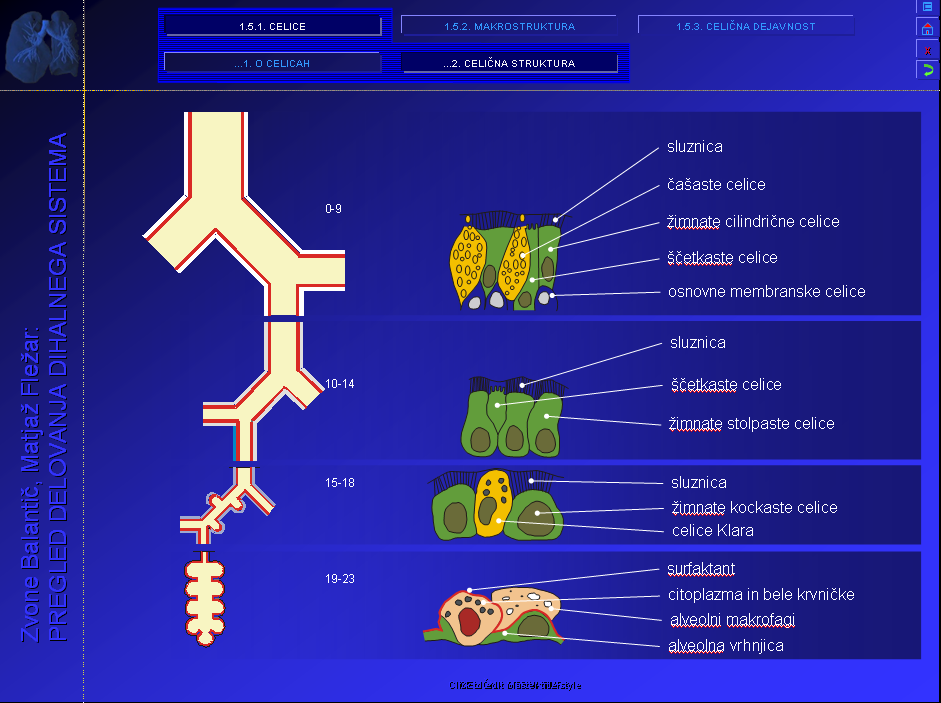 1.5.1. CELICE
1.5.2. MAKROSTRUKTURA
1.5.3. CELIČNA DEJAVNOST
...1. O CELICAH
...2. CELIČNA STRUKTURA
Zvone Balantič, Matjaž Fležar:
PREGLED DELOVANJA DIHALNEGA SISTEMA
0-9
sluznica
čašaste celice
žimnate cilindrične celice
ščetkaste celice
osnovne membranske celice
10-14
sluznica
ščetkaste celice
žimnate stolpaste celice
15-18
sluznica
žimnate kockaste celice
celice Klara
19-23
surfaktant
citoplazma in bele krvničke
alveolni makrofagi
alveolna vrhnjica